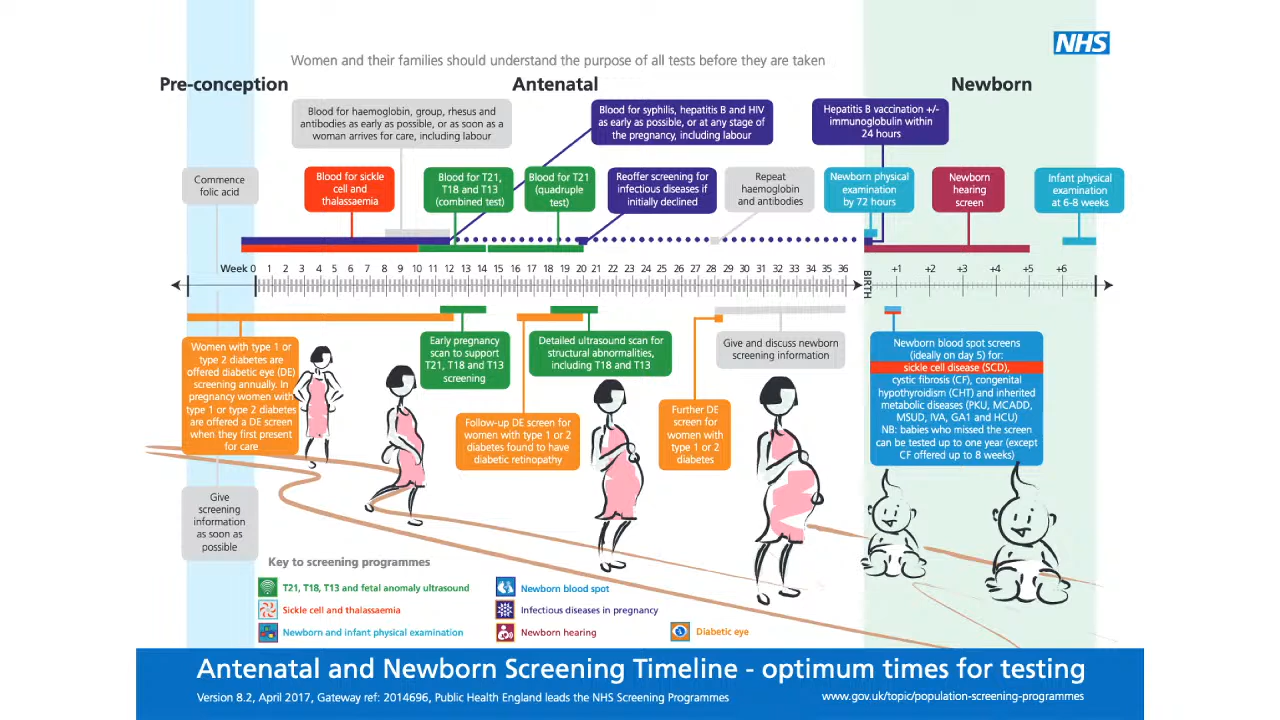 NHS
Women and their families should understand the purpose of all tests before they are taken
Pre-conception
Antenatal
Newborn
Blood for haemoglobin, group, rhesus and
antibodies as early as possible, or as soon as a
woman arrives for care, including labour
Blood for syphilis, hepatitis B and HIV
as early as possible, or at any stage of
the pregnancy, including labour
Hepatitis B vaccination +/-
immunoglobulin within
24 hours
Commence
folic acid
Blood for sickle
cell and
thalassaemia
Blood for T21,
T18 and T13
(combined test)
Blood for T21
(quadruple
test)
Reoffer screening for
infectious diseases if
initially declined
Repeat
haemoglobin
and antibodies
Newborn physical
examination
by 72 hours
Newborn
hearing
screen
Infant physical
examination
at 6-8 weeks
Week 0 1 2 3 4 5 6 7 8 9 10 11 12 13 14 15 16 17 18 19 20 21 22 23 24 25 26 27 28 29 30 31 32 33 34 35 36
BIRTH
+1 +2 +3 +4 +5 +6
Women with type 1 or
type 2 diabetes are
offered diabetic eye (DE)
screening annually. In
pregnancy women with
type 1 or type 2 diabetes
are offered a DE screen
when they first present
for care
Early pregnancy
scan to support
T21, T18 and T13
screening
Detailed ultrasound scan for
structural abnormalities,
including T18 and T13
Give and discuss newborn
screening information
Newborn blood spot screens
(ideally on day 5) for:
sickle cell disease (SCD),
cystic fibrosis (CF), congenital
hypothyroidism (CHT) and inherited
metabolic diseases (PKU, MCADD,
MSUD, IVA, GA1 and HCU)
NB: babies who missed the screen
can be tested up to one year (except
CF offered up to 8 weeks)
Follow-up DE screen for
women with type 1 or 2
diabetes found to have
diabetic retinopathy
Further DE
screen for
women with
type 1 or 2
diabetes
Give
screening
information
as soon as
possible
Key to screening programmes
T21, T18, T13 and fetal anomaly ultrasound
Sickle cell and thalassaemia
Newborn and infant physical examination
Newborn blood spot
Infectious diseases in pregnancy
Newborn hearing
Diabetic eye
Antenatal and Newborn Screening Timeline - optimum times for testing
Version 8.2, April 2017, Gateway ref: 2014696, Public Health England leads the NHS Screening Programmes
www.gov.uk/topic/population-screening-programmes